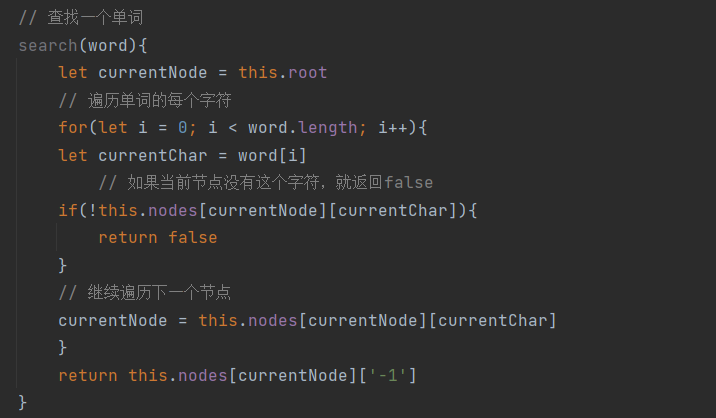 // 查找一个单词
search(word){
let currentNode = this.root
// 遍历单词的每个字符
for(let i = 0; i < word.length; i++){
let currentChar = word[i]
// 如果当前节点没有这个字符，就返回false
if(!this.nodes[currentNode][currentChar]){
return false
}
// 继续遍历下一个节点
currentNode = this.nodes[currentNode][currentChar]
}
return this.nodes[currentNode]['-1']
}